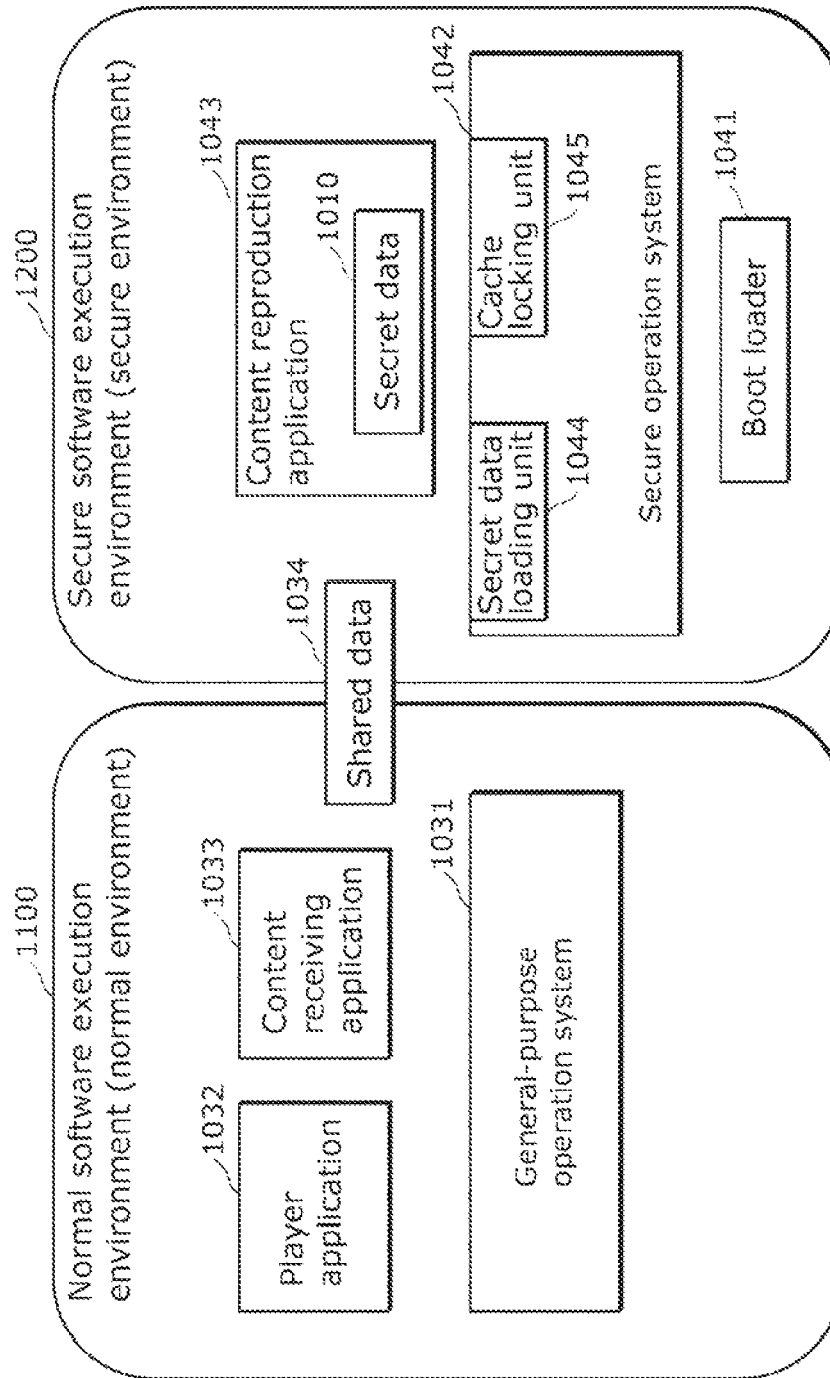 1100
Normal software execution
environment (normal environment)
1032
Player
application
1033
Content
receiving
application
1031
General-purpose
operation system
1034
Shared data
1200
Secure software execution
environment (secure environment)
1043
Content reproduction
application
1010
Secret data
1042
Secret data
loading unit
1044
Cache
locking unit
1045
Secure operation system
1041
Boot loader